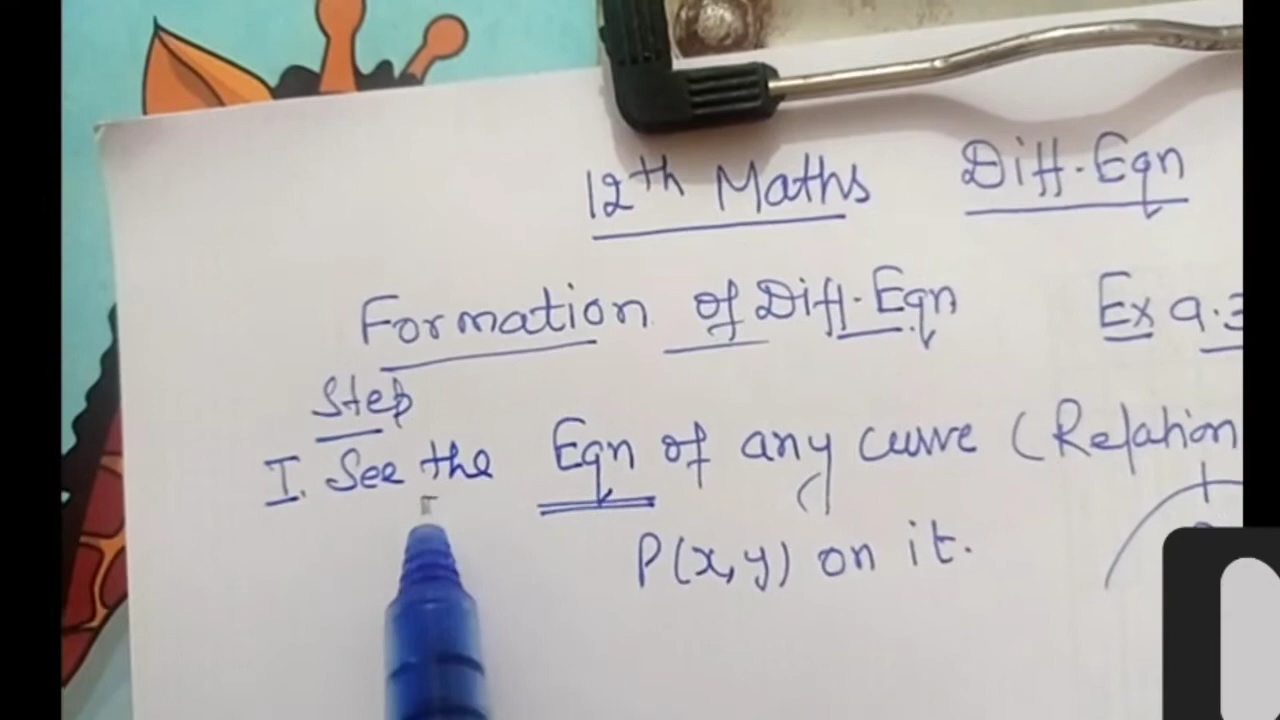 12th Maths Diff-Eqn
Formation of Diff-Eqn Ex 9.3
Step
I. See the Eqn of any curve (Relation
P(x,y) on it.